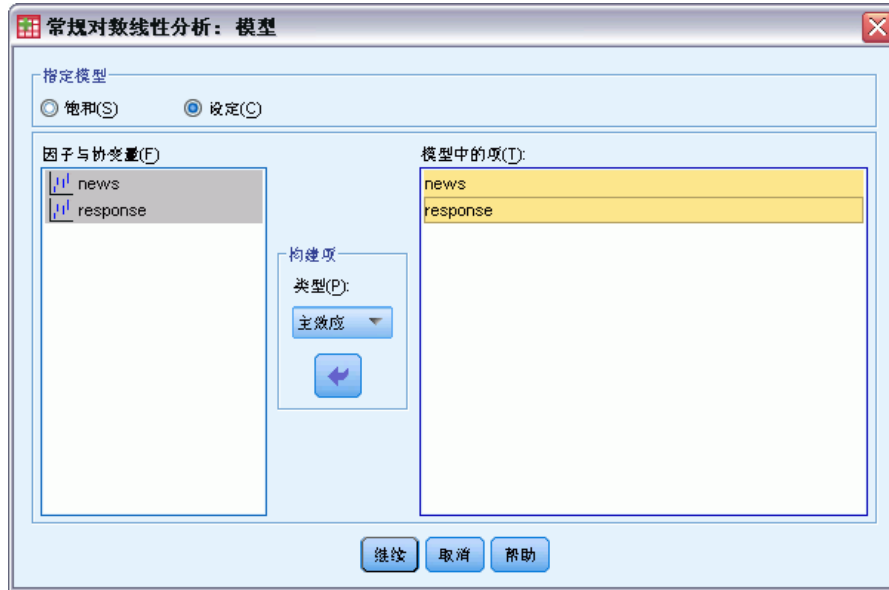 常规对数线性分析：模型
指定模型
饱和(S) 设定(C)
因子与协变量(F)
news
response
构建项
类型(P):
主效应
模型中的项(T):
news
response
继续 取消 帮助